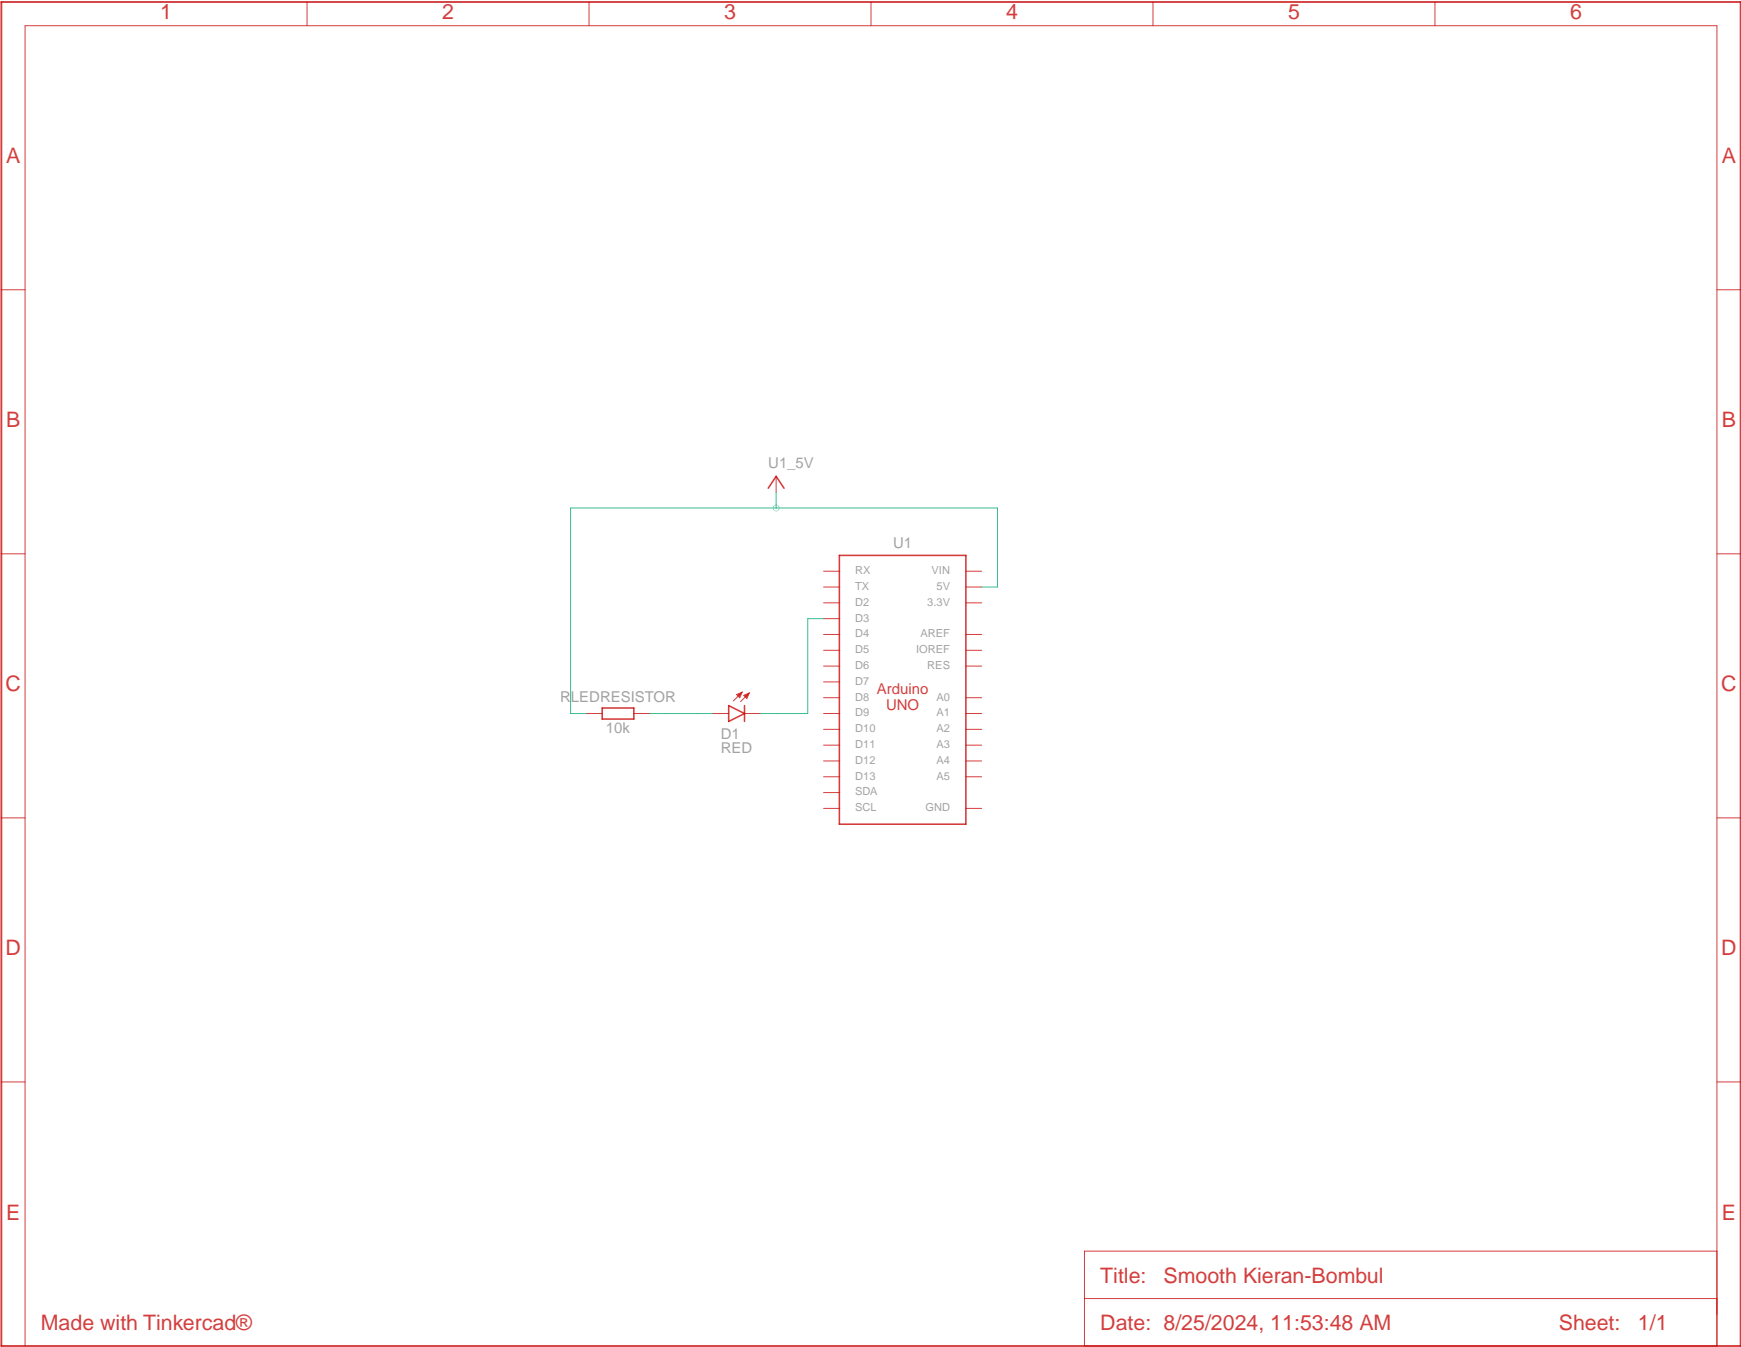 1 2 3 4 5 6
A A
B B
U1_5V
U1
RX VIN
TX 5V
D2 3.3V
D3
D4 AREF
D5 IOREF
D6 RES
D7
C C
Arduino
UNO
D8 A0
D9 A1
D10 A2
D11 A3
D12 A4
D13 A5
SDA
SCL GND
RLEDRESISTOR
10k
D1
RED
D D
E E
Title: Smooth Kieran-Bombul
Made with Tinkercad®
Date: 8/25/2024, 11:53:48 AM Sheet: 1/1